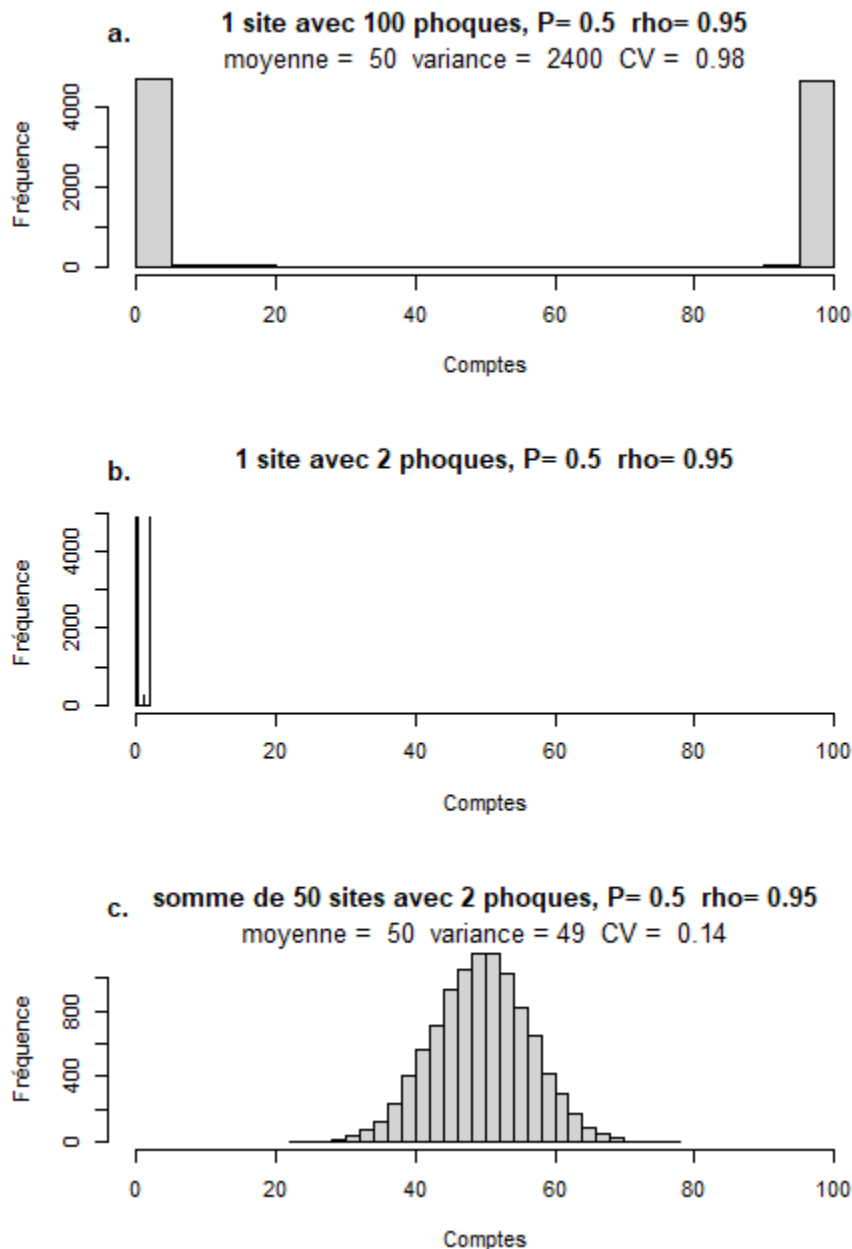 a.
1 site avec 100 phoques, P= 0.5 rho= 0.95
moyenne = 50 variance = 2400 CV = 0.98
Fréquence
4000
2000
0
0 20 40 60 80 100
Comptes
b.
1 site avec 2 phoques, P= 0.5 rho= 0.95
Fréquence
4000
2000
0
0 20 40 60 80 100
Comptes
c.
somme de 50 sites avec 2 phoques, P= 0.5 rho= 0.95
moyenne = 50 variance = 49 CV = 0.14
Fréquence
800
400
0
0 20 40 60 80 100
Comptes